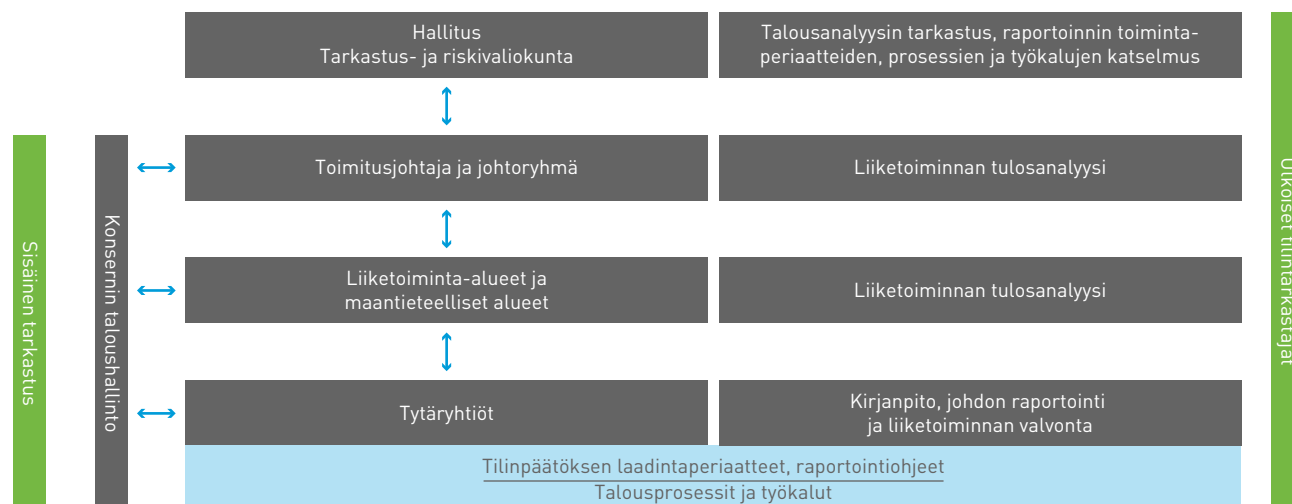 Hallitus
Tarkastus- ja riskivaliokunta
Talousanalyysin tarkastus, raportoinnin toiminta-
periaatteiden, prosessien ja työkalujen katselmus
Sisäinen tarkastus
Konsernin taloushallinto
Toimitusjohtaja ja johtoryhmä
Liiketoiminnan tulosanalyysi
Liiketoiminta-alueet ja
maantieteelliset alueet
Liiketoiminnan tulosanalyysi
Tytäryhtiöt
Kirjanpito, johdon raportointi
ja liiketoiminnan valvonta
Tilinpäätöksen laadintaperiaatteet, raportointiohjeet
Talousprosessit ja työkalut
Ulkoiset tilintarkastajat